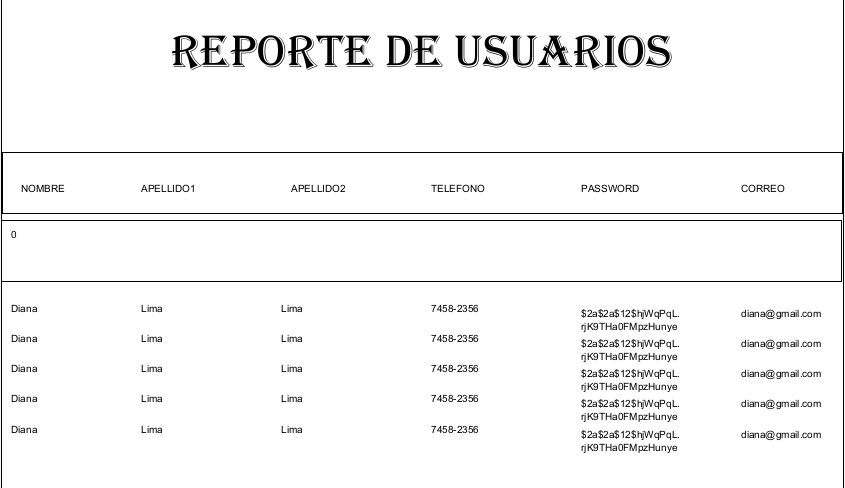 REPORTE DE USUARIOS
NOMBRE APELLIDO1 APELLIDO2 TELEFONO PASSWORD CORREO
0
Diana Lima Lima 7458-2356 $2a$2a$12$hjWqPqL. diana@gmail.com
rjK9THa0FMpzHunye
Diana Lima Lima 7458-2356 $2a$2a$12$hjWqPqL. diana@gmail.com
rjK9THa0FMpzHunye
Diana Lima Lima 7458-2356 $2a$2a$12$hjWqPqL. diana@gmail.com
rjK9THa0FMpzHunye
Diana Lima Lima 7458-2356 $2a$2a$12$hjWqPqL. diana@gmail.com
rjK9THa0FMpzHunye
Diana Lima Lima 7458-2356 $2a$2a$12$hjWqPqL. diana@gmail.com
rjK9THa0FMpzHunye